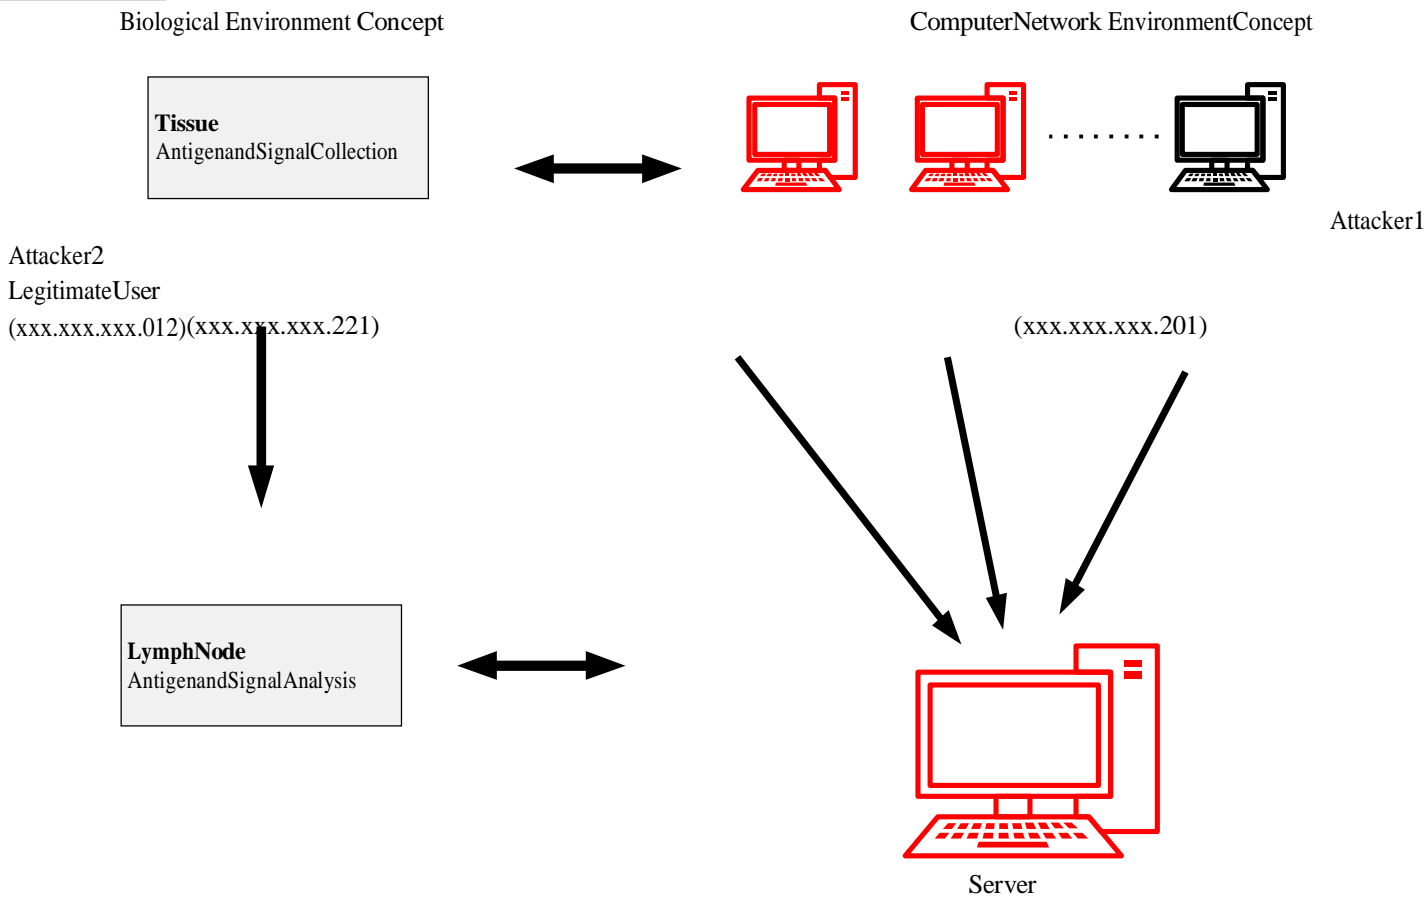 Biological Environment Concept
ComputerNetwork EnvironmentConcept
Tissue
AntigenandSignalCollection
Attacker1
Attacker2
LegitimateUser
(xxx.xxx.xxx.012)(xxx.xxx.xxx.221)
(xxx.xxx.xxx.201)
LymphNode
AntigenandSignalAnalysis
Server